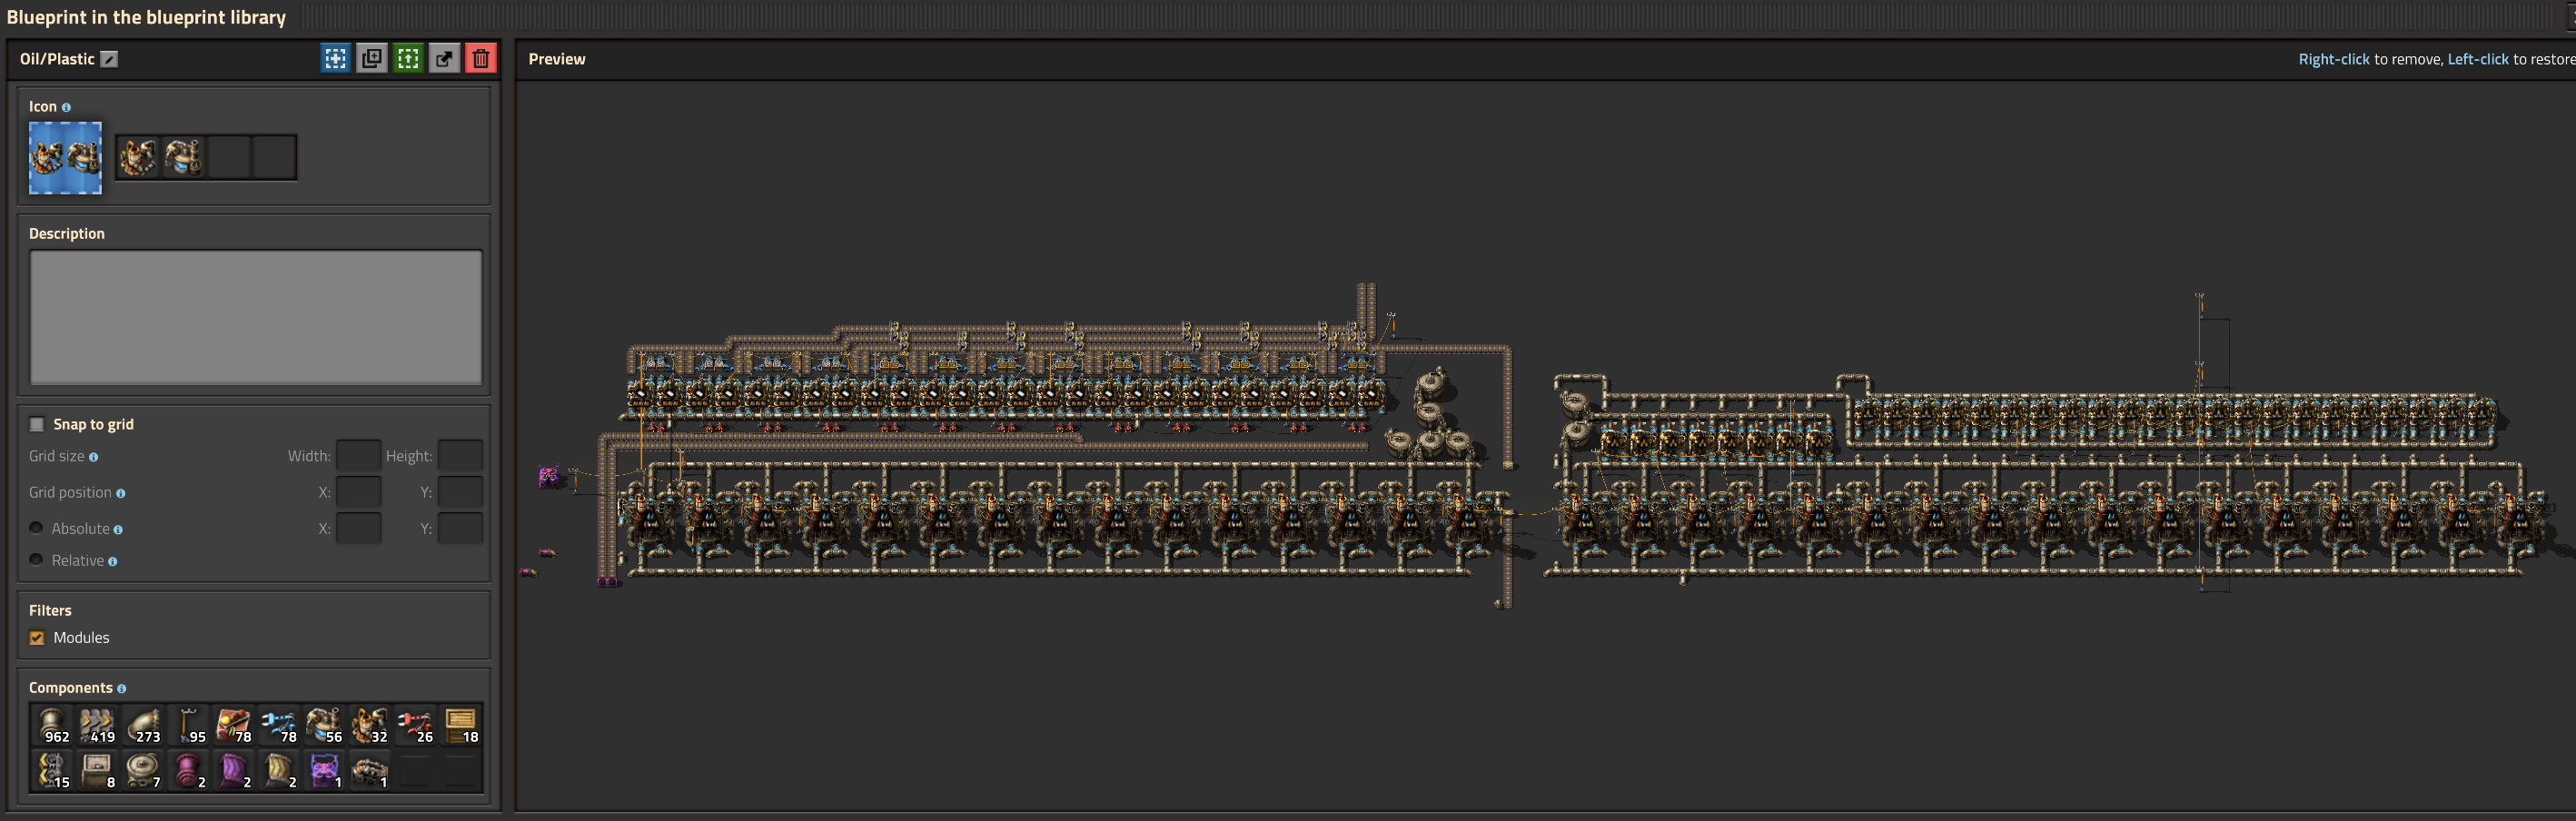 Blueprint in the blueprint library
Oil/Plastic
Preview
Right-click to remove, Left-click to restore
Icon
Description
Snap to grid
Grid size
Width:
Height:
Grid position
X:
Y:
Absolute
X:
Y:
Relative
Filters
Modules
Components
962 419 273 95 78 78 56 32 26 18
15 8 7 2 2 2 1 1